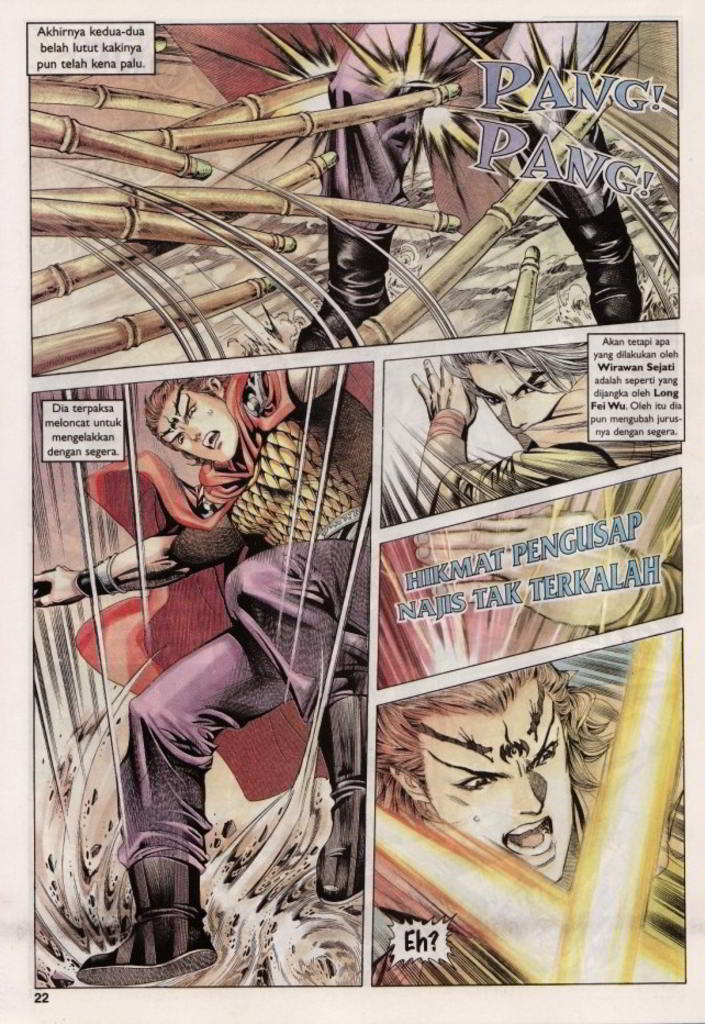 Akhirnya kedua-dua
belah lutut kakinya
pun telah kena palu.
PANG!
PANG!
Akan tetapi apa
yang dilakukan oleh
Wirawan Sejati
adalah seperti yang
dijangka oleh Long
Fei Wu. Oleh itu dia
pun mengubah jurus-
nya dengan segera.
Dia terpaksa
meloncat untuk
mengelakkan
dengan segera.
HIKMAT PENGUSAP
NAJIS TAK TERKALAH
Eh?
22